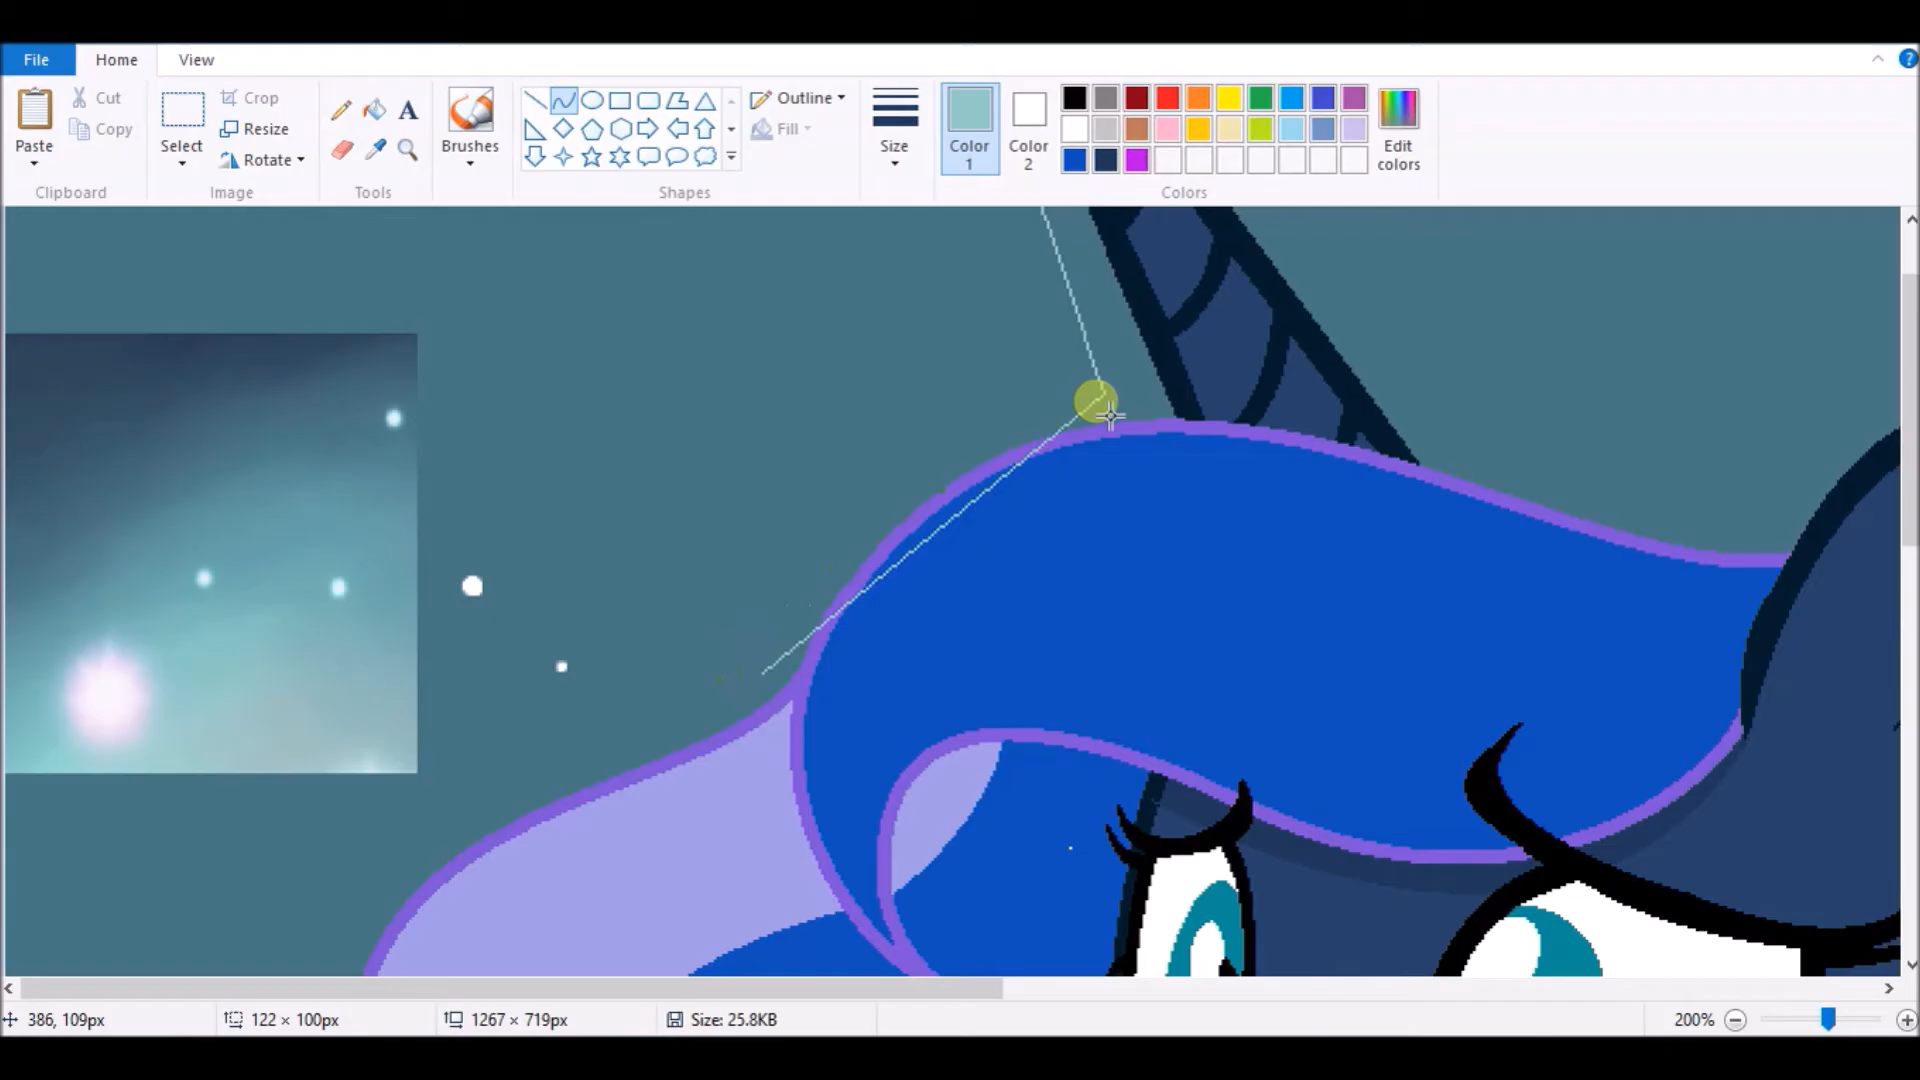 File Home View ?
Cut
Copy
Paste
Clipboard
Select
Crop
Resize
Rotate
Image
A
Tools
Brushes
Shapes
Outline
Fill
Size
Color 1
Color 2
Edit colors
Colors
386, 109px 122 × 100px 1267 × 719px Size: 25.8KB 200%